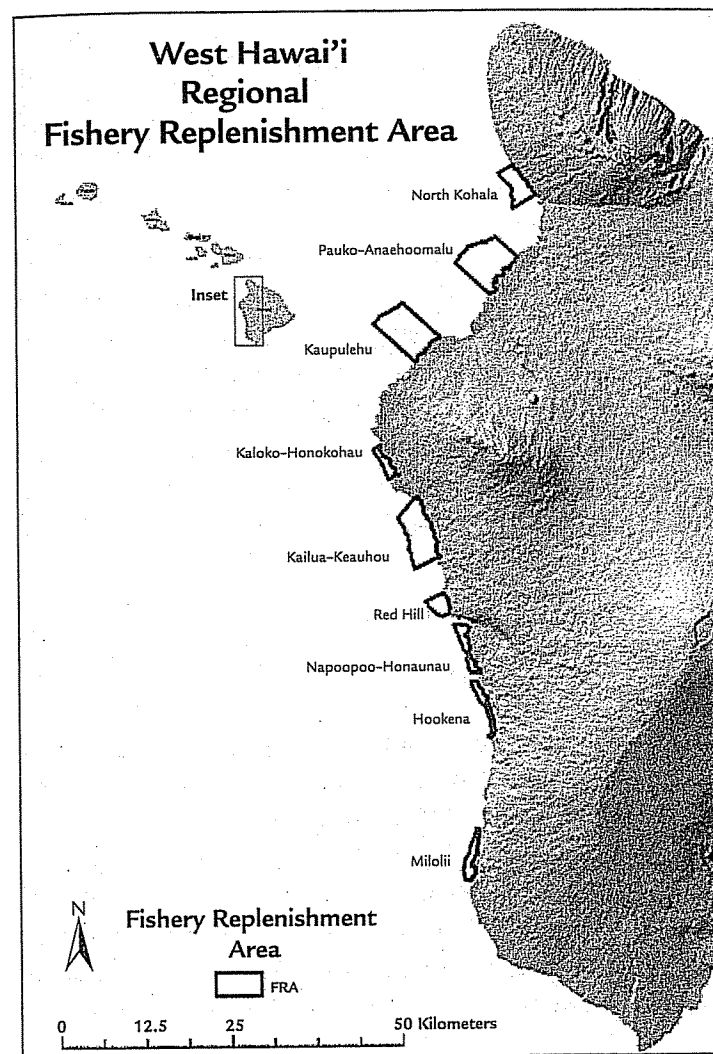 West Hawai'i
Regional
Fishery Replenishment Area
North Kohala
Pauko-Anaehoomalu
Inset
Kaupulehu
Kaloko-Honokohau
Kailua-Keauhou
Red Hill
Napoopoo-Honaunau
Hookena
Milolii
N
Fishery Replenishment
Area
FRA
0 12.5 25 50 Kilometers